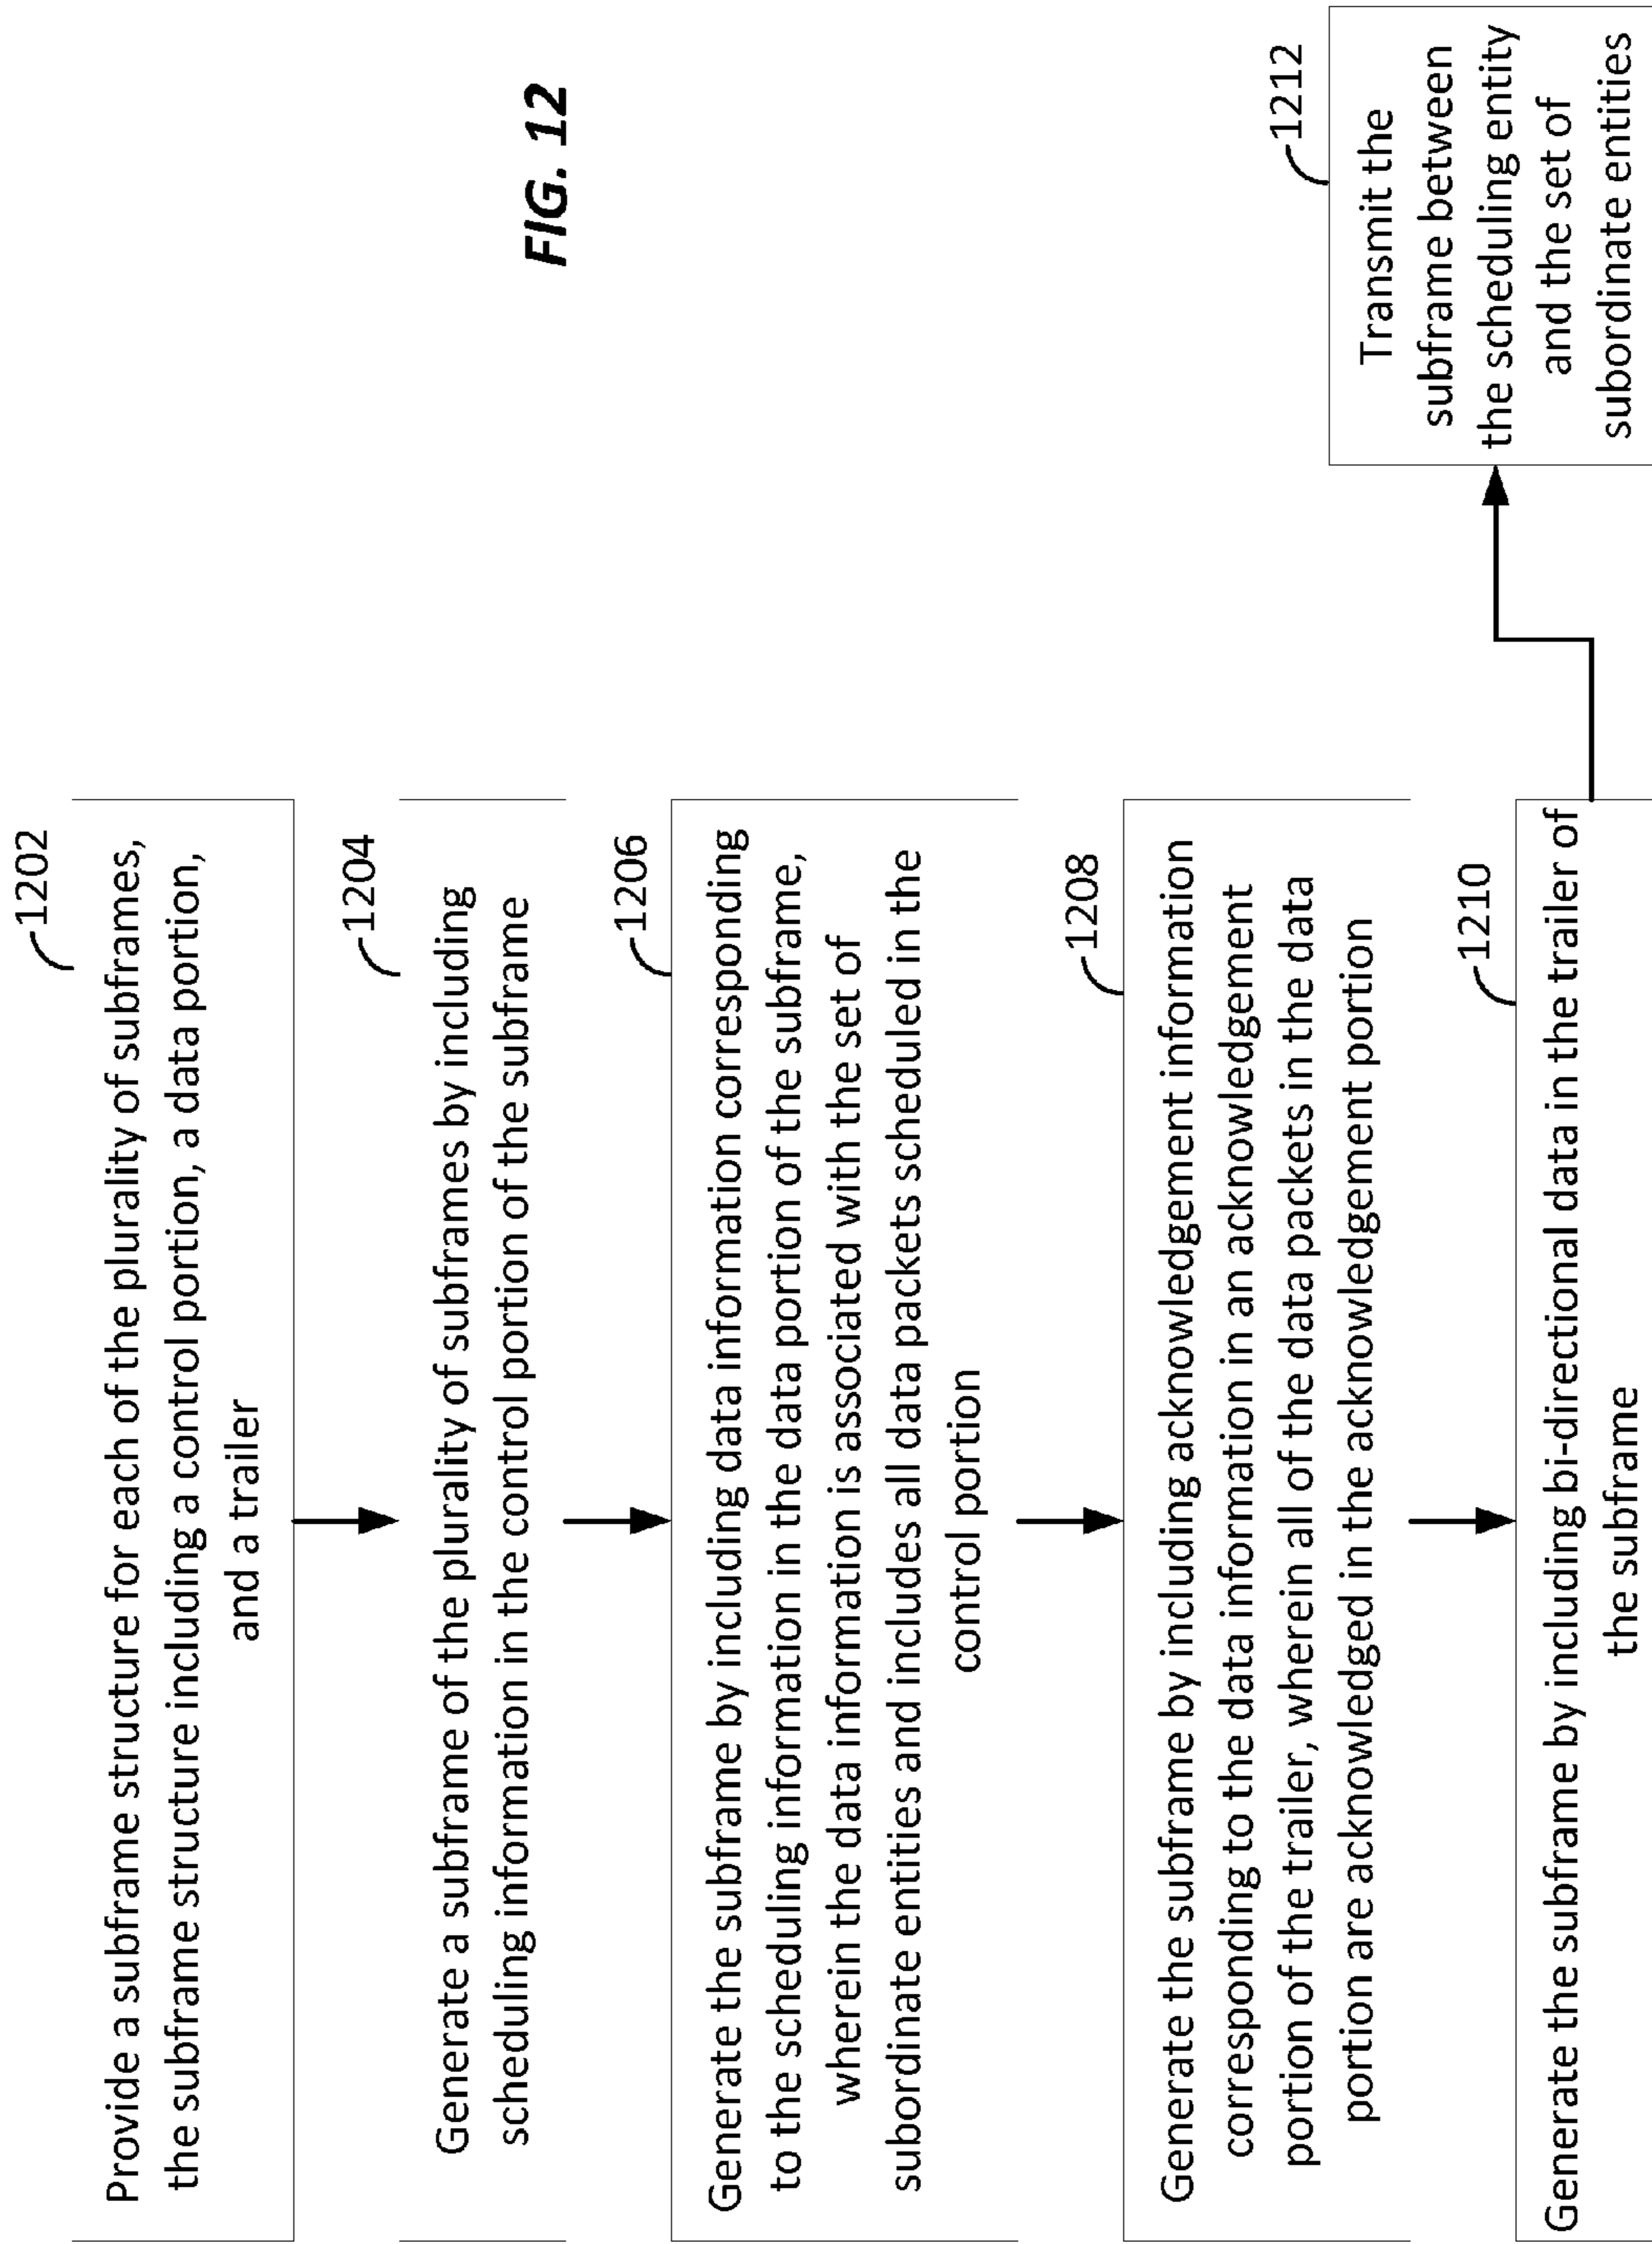 1202
Provide a subframe structure for each of the plurality of subframes,
the subframe structure including a control portion, a data portion,
and a trailer
1204
Generate a subframe of the plurality of subframes by including
scheduling information in the control portion of the subframe
1206
Generate the subframe by including data information corresponding
to the scheduling information in the data portion of the subframe,
wherein the data information is associated with the set of
subordinate entities and includes all data packets scheduled in the
control portion
1208
Generate the subframe by including acknowledgement information
corresponding to the data information in an acknowledgement
portion of the trailer, wherein all of the data packets in the data
portion are acknowledged in the acknowledgement portion
1210
Generate the subframe by including bi-directional data in the trailer of
the subframe
1212
Transmit the
subframe between
the scheduling entity
and the set of
subordinate entities
FIG. 12